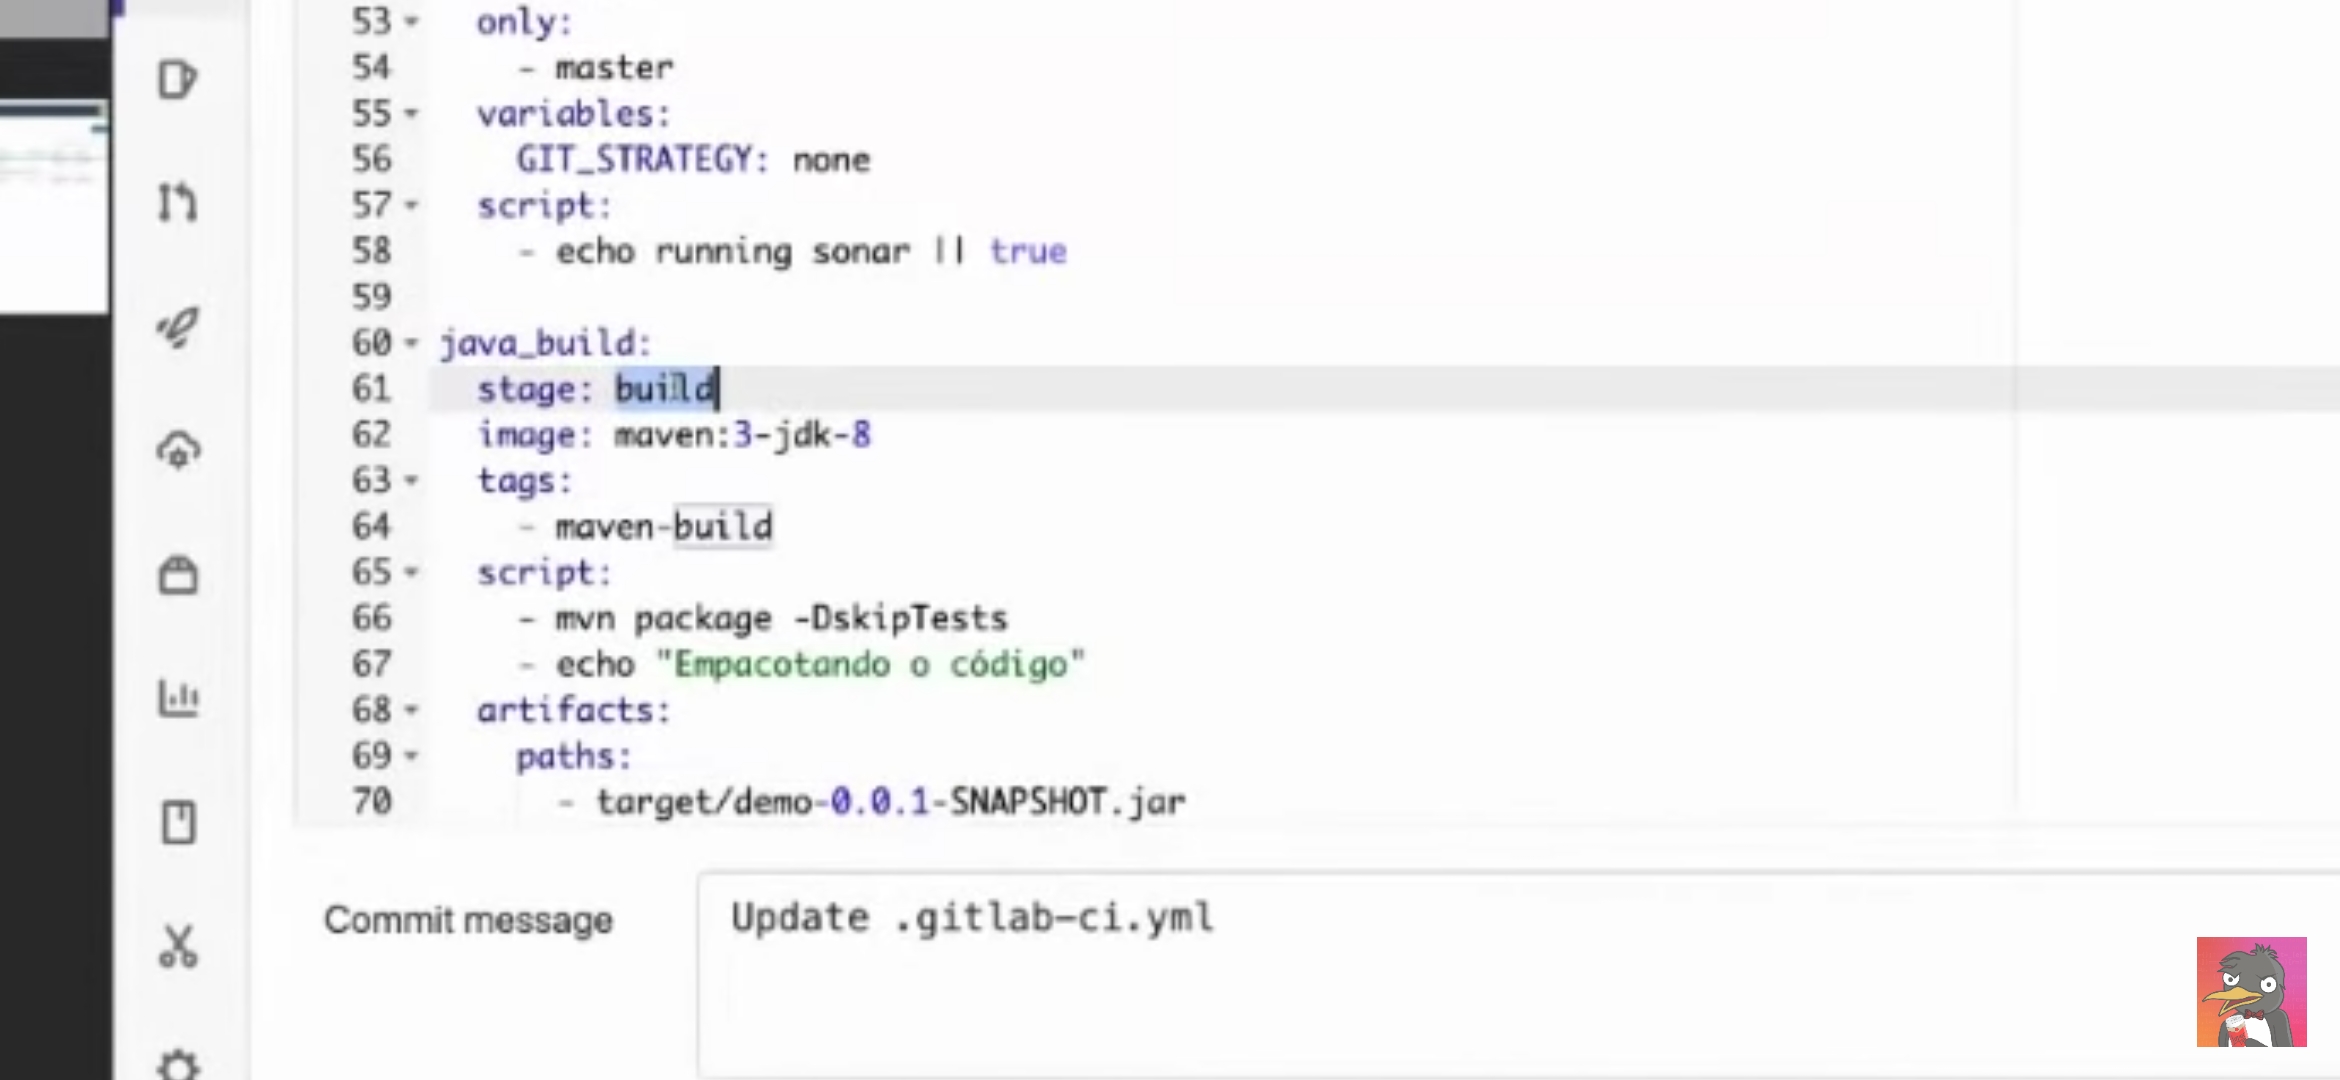 53 only:
54 - master
55 variables:
56 GIT_STRATEGY: none
57 script:
58 - echo running sonar || true
59
60 java_build:
61 stage: build
62 image: maven:3-jdk-8
63 tags:
64 - maven-build
65 script:
66 - mvn package -DskipTests
67 - echo "Empacotando o código"
68 artifacts:
69 paths:
70 - target/demo-0.0.1-SNAPSHOT.jar
Commit message
Update .gitlab-ci.yml